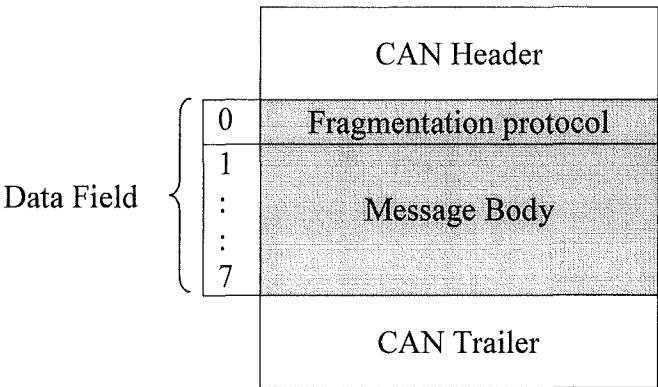 CAN Header
0 Fragmentation protocol
1
Data Field : Message Body
:
7
CAN Trailer